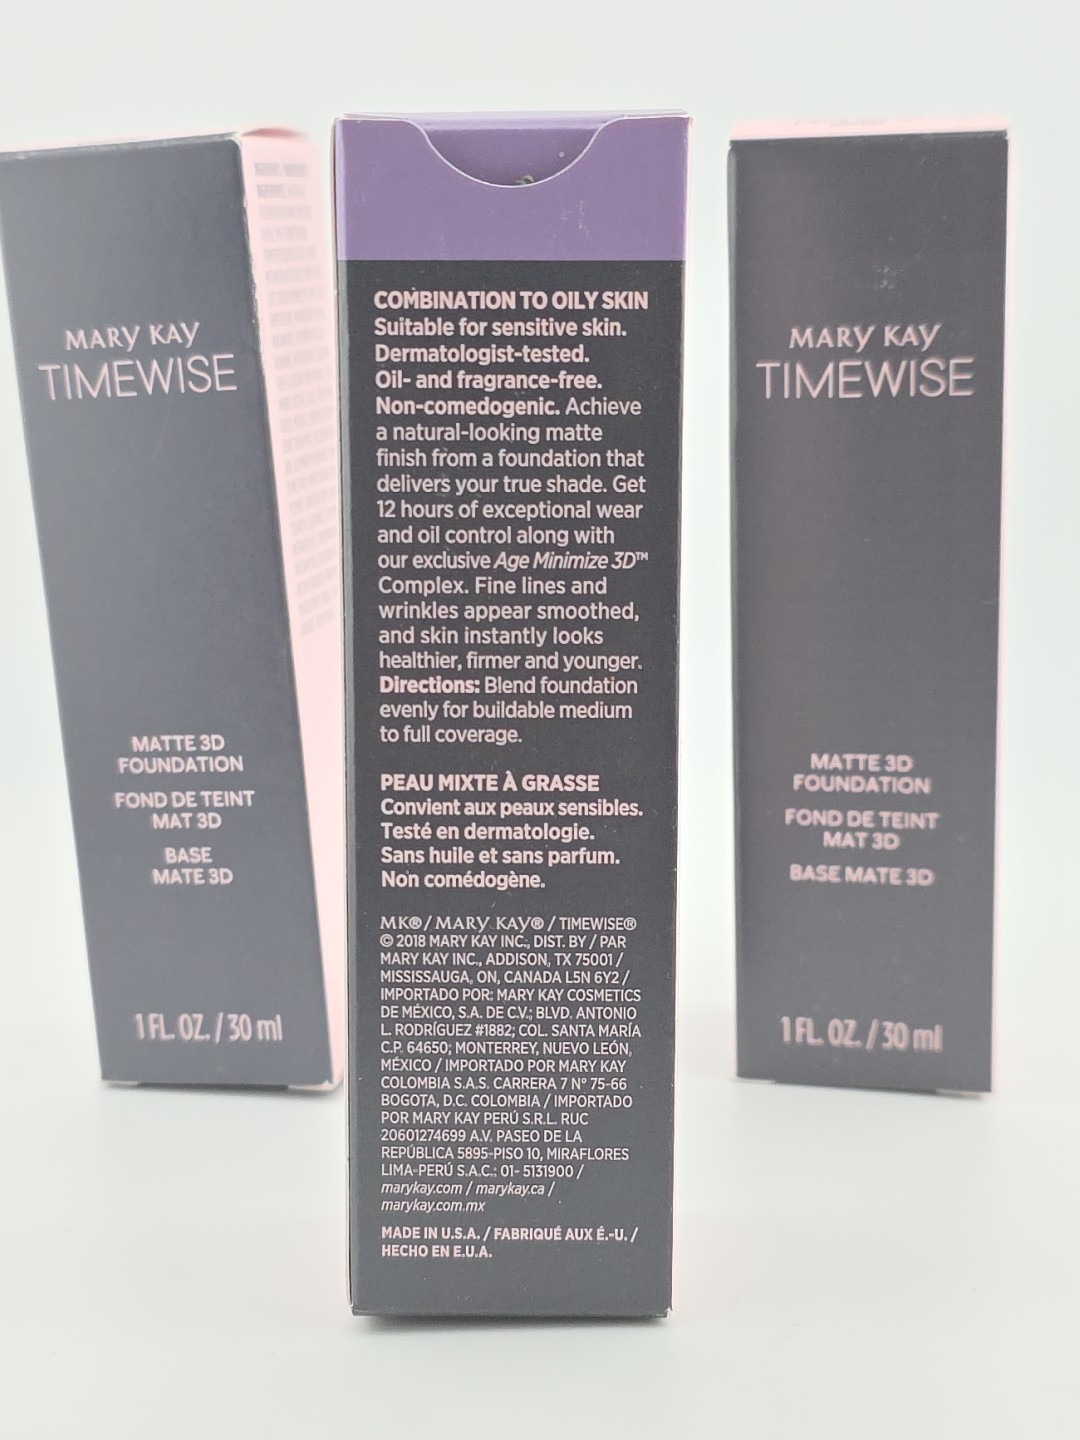 MARY KAY
TIMEWISE
MATTE 3D
FOUNDATION
FOND DE TEINT
MAT 3D
BASE
MATE 3D
1 FL. OZ. / 30 ml
COMBINATION TO OILY SKIN
Suitable for sensitive skin.
Dermatologist-tested.
Oil- and fragrance-free.
Non-comedogenic. Achieve
a natural-looking matte
finish from a foundation that
delivers your true shade. Get
12 hours of exceptional wear
and oil control along with
our exclusive Age Minimize 3D™
Complex. Fine lines and
wrinkles appear smoothed,
and skin instantly looks
healthier, firmer and younger.
Directions: Blend foundation
evenly for buildable medium
to full coverage.
PEAU MIXTE À GRASSE
Convient aux peaux sensibles.
Testé en dermatologie.
Sans huile et sans parfum.
Non comédogène.
MK® / MARY KAY® / TIMEWISE®
© 2018 MARY KAY INC., DIST. BY / PAR
MARY KAY INC., ADDISON, TX 75001 /
MISSISSAUGA, ON, CANADA L5N 6Y2 /
IMPORTADO POR: MARY KAY COSMETICS
DE MÉXICO, S.A. DE C.V.; BLVD. ANTONIO
L. RODRÍGUEZ #1882; COL. SANTA MARÍA
C.P. 64650; MONTERREY, NUEVO LEÓN,
MÉXICO / IMPORTADO POR MARY KAY
COLOMBIA S.A.S. CARRERA 7 N° 75-66
BOGOTA, D.C. COLOMBIA / IMPORTADO
POR MARY KAY PERÚ S.R.L. RUC
20601274699 A.V. PASEO DE LA
REPÚBLICA 5895-PISO 10, MIRAFLORES
LIMA-PERÚ S.A.C.: 01- 5131900 /
marykay.com / marykay.ca /
marykay.com.mx
MADE IN U.S.A. / FABRIQUÉ AUX É.-U. /
HECHO EN E.U.A.
MARY KAY
TIMEWISE
MATTE 3D
FOUNDATION
FOND DE TEINT
MAT 3D
BASE MATE 3D
1 FL. OZ. / 30 ml